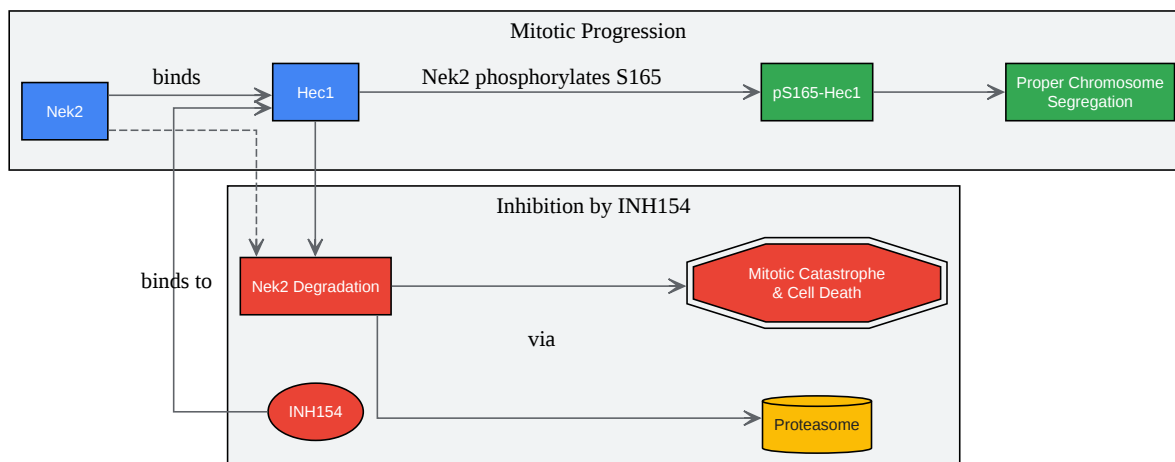 Mitotic Progression
binds
Nek2 phosphorylates S165
Nek2
Hec1
pS165-Hec1
Proper Chromosome
Segregation
Inhibition by INH154
binds to
Nek2 Degradation
Mitotic Catastrophe
& Cell Death
via
INH154
Proteasome